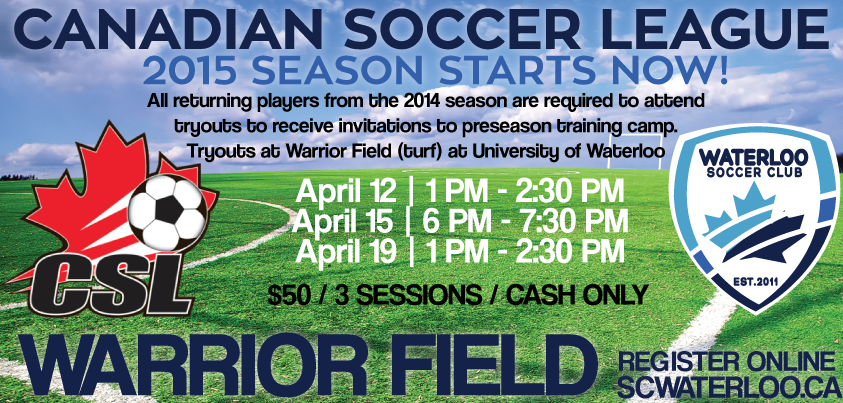 CANADIAN SOCCER LEAGUE
2015 SEASON STARTS NOW!
All returning players from the 2014 season are required to attend
tryouts to receive invitations to preseason training camp.
Tryouts at Warrior Field (turf) at University of Waterloo
April 12 | 1 PM - 2:30 PM
April 15 | 6 PM - 7:30 PM
April 19 | 1 PM - 2:30 PM
$50 / 3 SESSIONS / CASH ONLY
CSL
WATERLOO
SOCCER CLUB
EST.2011
WARRIOR FIELD
REGISTER ONLINE
SCWATERLOO.CA